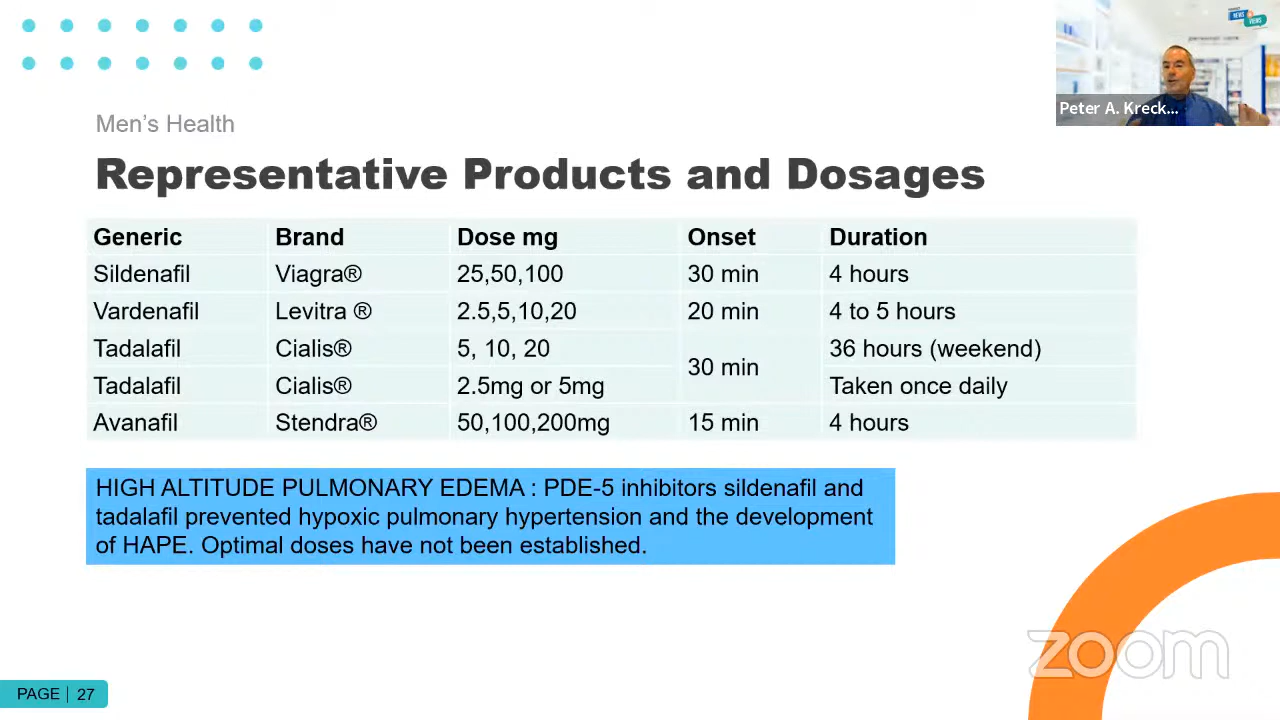 NEWS
VIEWS
Peter A. Kreck...
Men's Health
Representative Products and Dosages
Generic Brand Dose mg Onset Duration
Sildenafil Viagra® 25,50,100 30 min 4 hours
Vardenafil Levitra ® 2.5,5,10,20 20 min 4 to 5 hours
Tadalafil Cialis® 5, 10, 20 30 min 36 hours (weekend)
Tadalafil Cialis® 2.5mg or 5mg Taken once daily
Avanafil Stendra® 50,100,200mg 15 min 4 hours
HIGH ALTITUDE PULMONARY EDEMA : PDE-5 inhibitors sildenafil and
tadalafil prevented hypoxic pulmonary hypertension and the development
of HAPE. Optimal doses have not been established.
zoom
PAGE | 27